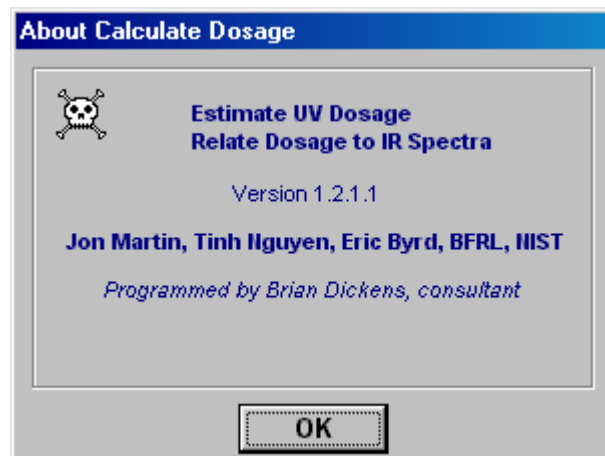 About Calculate Dosage
Estimate UV Dosage
Relate Dosage to IR Spectra
Version 1.2.1.1
Jon Martin, Tinh Nguyen, Eric Byrd, BFRL, NIST
Programmed by Brian Dickens, consultant
OK